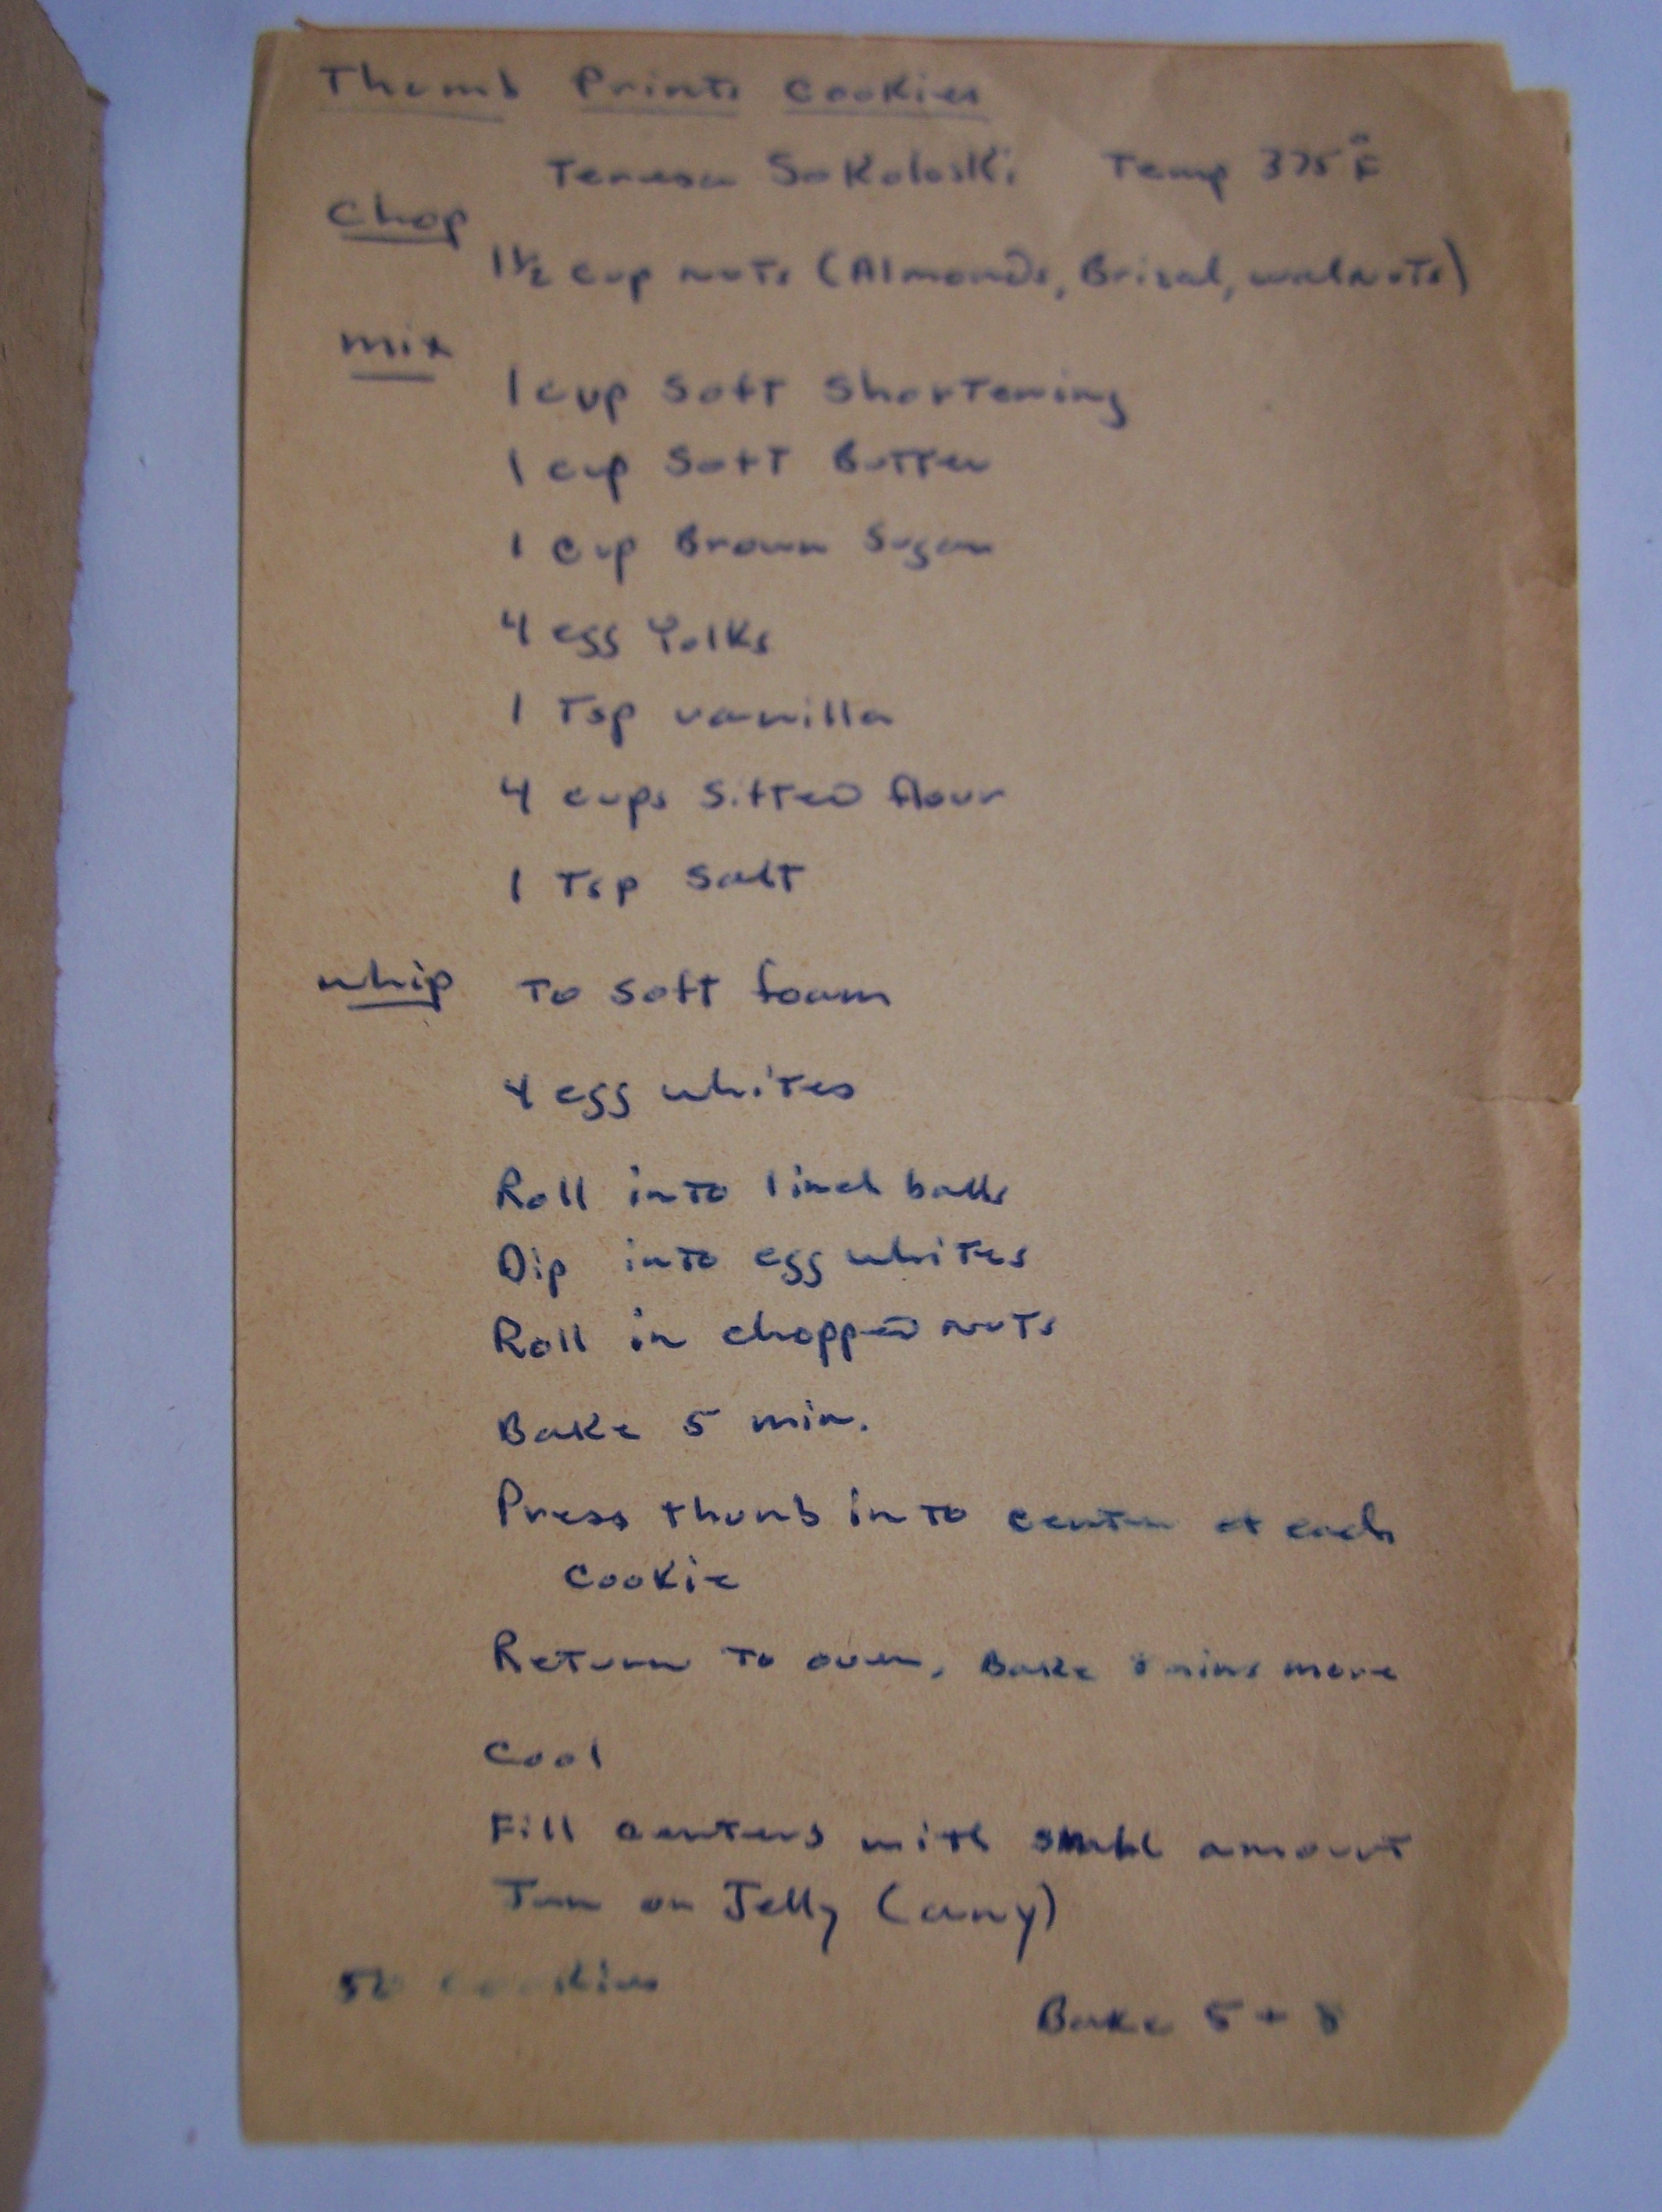 Thumb Prints Cookies
Teresa Sokoloski Temp 375°F
Chop
1½ cup nuts (Almonds, Brizal, walnuts)
mix
1 cup Soft Shortening
1 cup Soft Butter
1 cup Brown Sugar
4 egg Yolks
1 Tsp vanilla
4 cups Sifted flour
1 Tsp Salt
whip To Soft foam
4 egg whites
Roll into 1 inch balls
Dip into egg whites
Roll in chopped nuts
Bake 5 min.
Press thumb into center of each
Cookie
Return To oven, Bake 8 mins more
Cool
Fill centers with small amount
Jam or Jelly (any)
Cookies
Bake 5 + 8